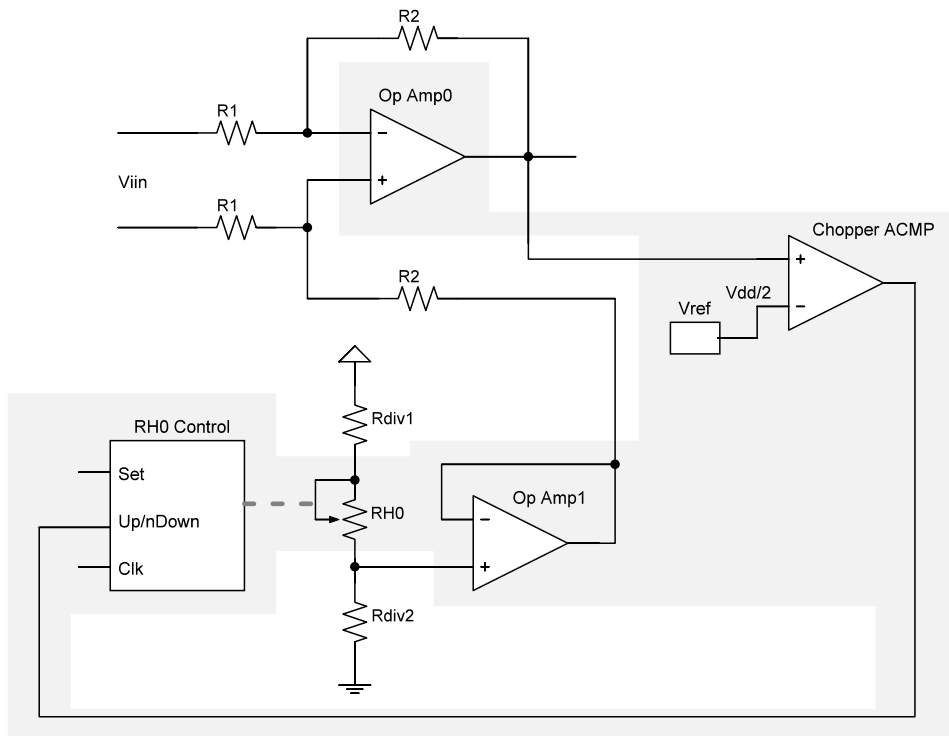 R2
Op Amp0
R1
−
Viin
+
R1
Chopper ACMP
R2
+
Vdd/2
Vref
−
Rdiv1
RH0 Control
Set
Op Amp1
RH0
Up/nDown
−
Clk
+
Rdiv2